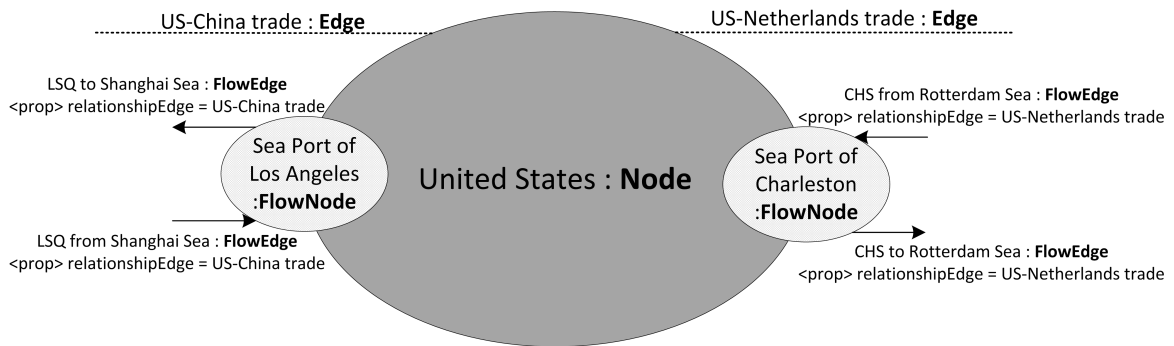 US-China trade : Edge
US-Netherlands trade : Edge
LSQ to Shanghai Sea : FlowEdge
<prop> relationshipEdge = US-China trade
CHS from Rotterdam Sea : FlowEdge
<prop> relationshipEdge = US-Netherlands trade
Sea Port of
Los Angeles
:FlowNode
United States : Node
Sea Port of
Charleston
:FlowNode
LSQ from Shanghai Sea : FlowEdge
<prop> relationshipEdge = US-China trade
CHS to Rotterdam Sea : FlowEdge
<prop> relationshipEdge = US-Netherlands trade